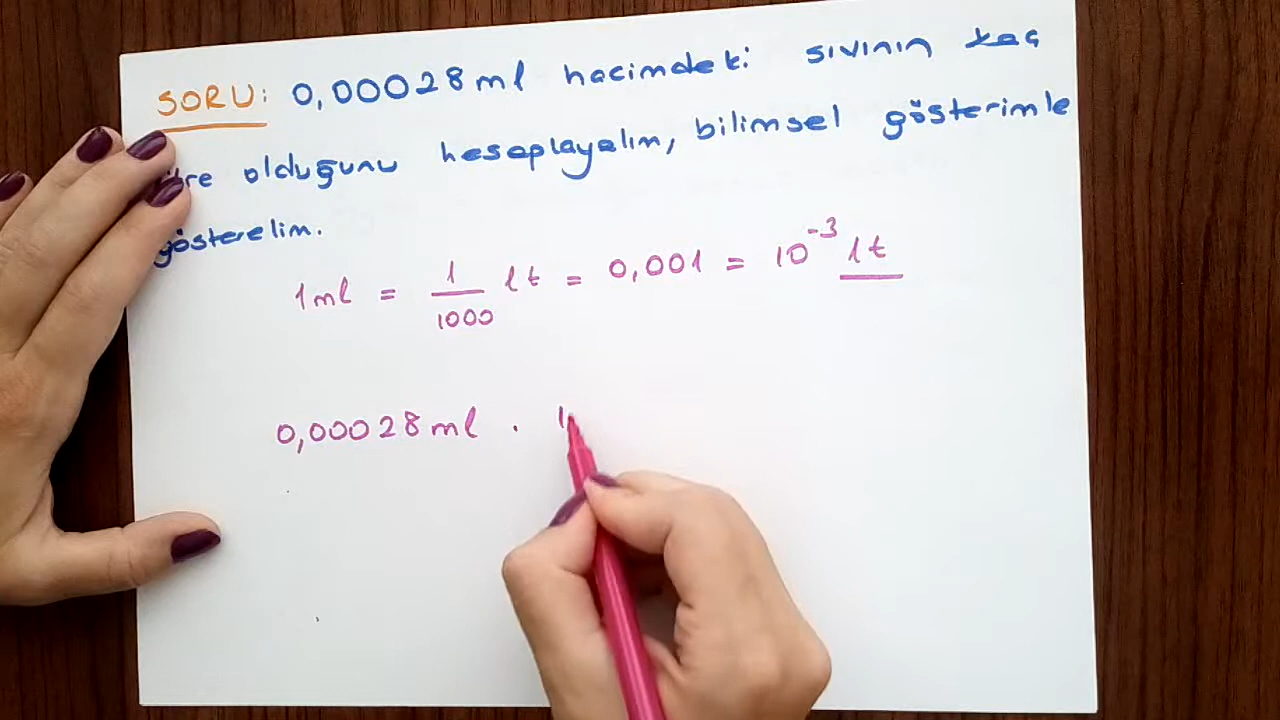 SORU: 0,00028 ml hacimdeki sıvının kaç
olduğunu hesaplayalım, bilimsel gösterimle
gösterelim.
1ml = 1/1000 lt = 0,001 = 10⁻³ lt
0,00028 ml .